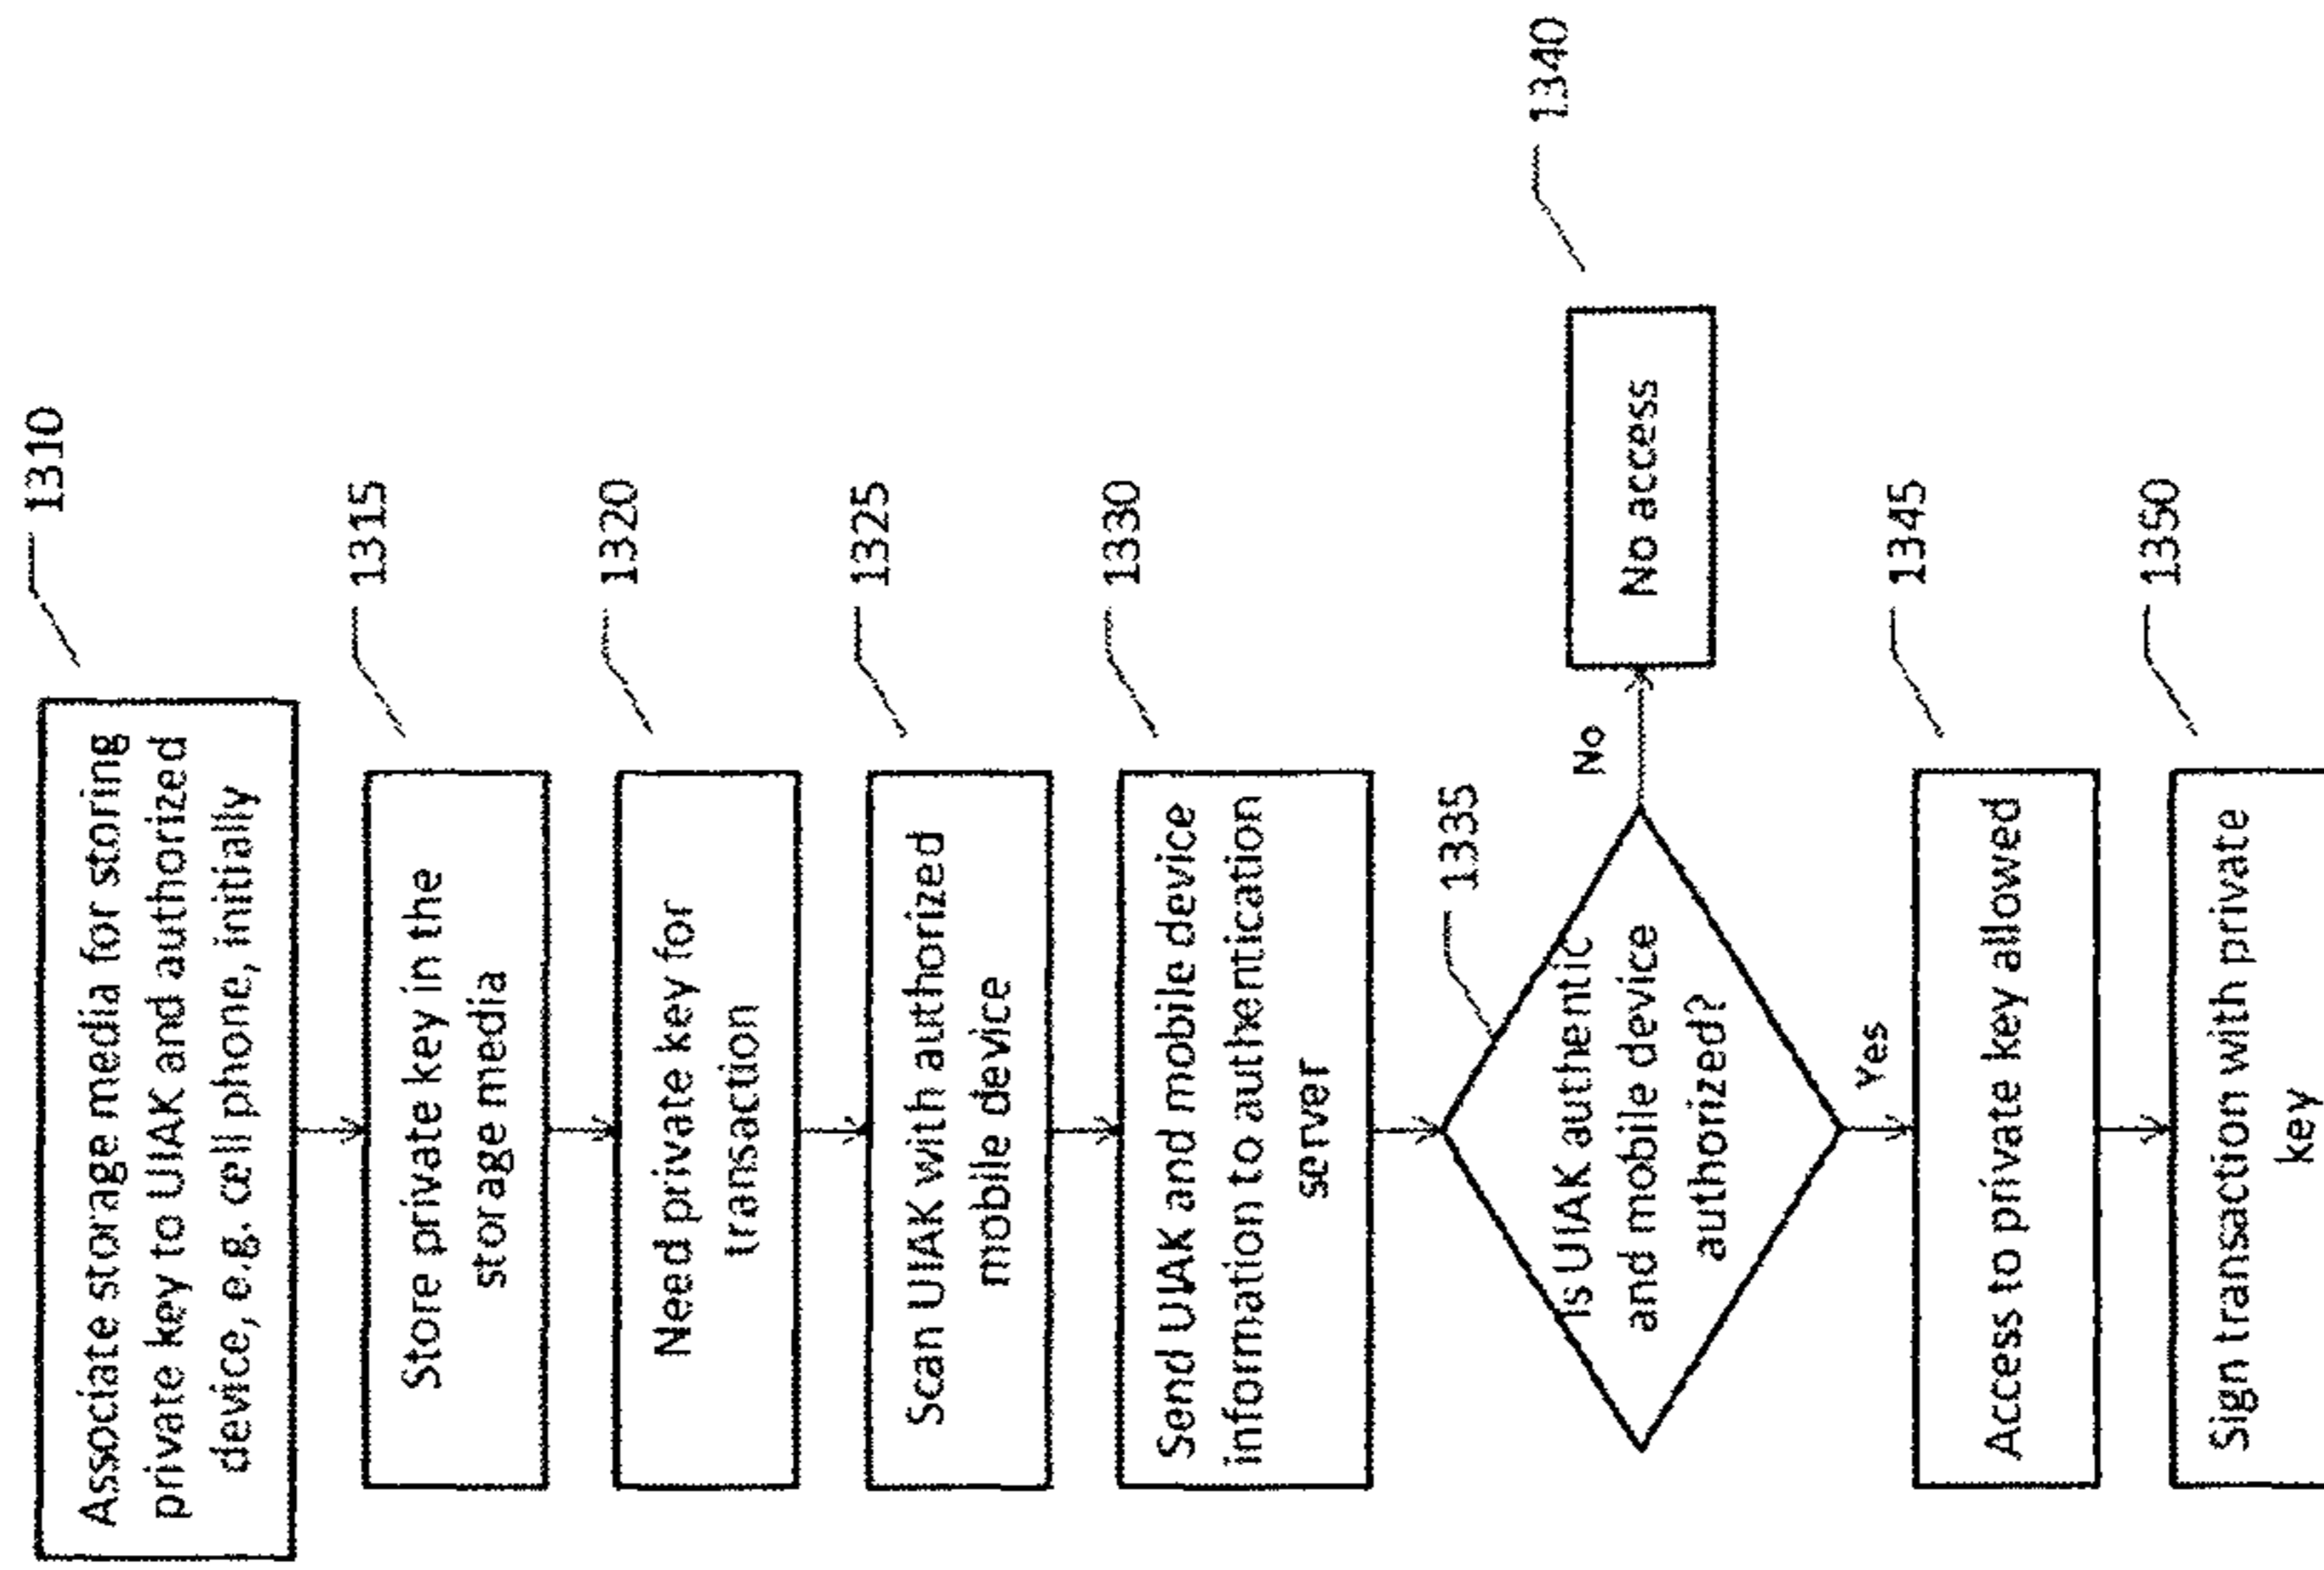 1310
Associate storage media for storing
private key to UIAK and authorized
device, e.g. cell phone, initially
1315
Store private key in the
storage media
1320
Need private key for
transaction
1325
Scan UIAK with authorized
mobile device
1330
Send UIAK and mobile device
information to authentication
server
1335
Is UIAK authentic
and mobile device
authorized?
No
No access
1340
Yes
1345
Access to private key allowed
1350
Sign transaction with private
key